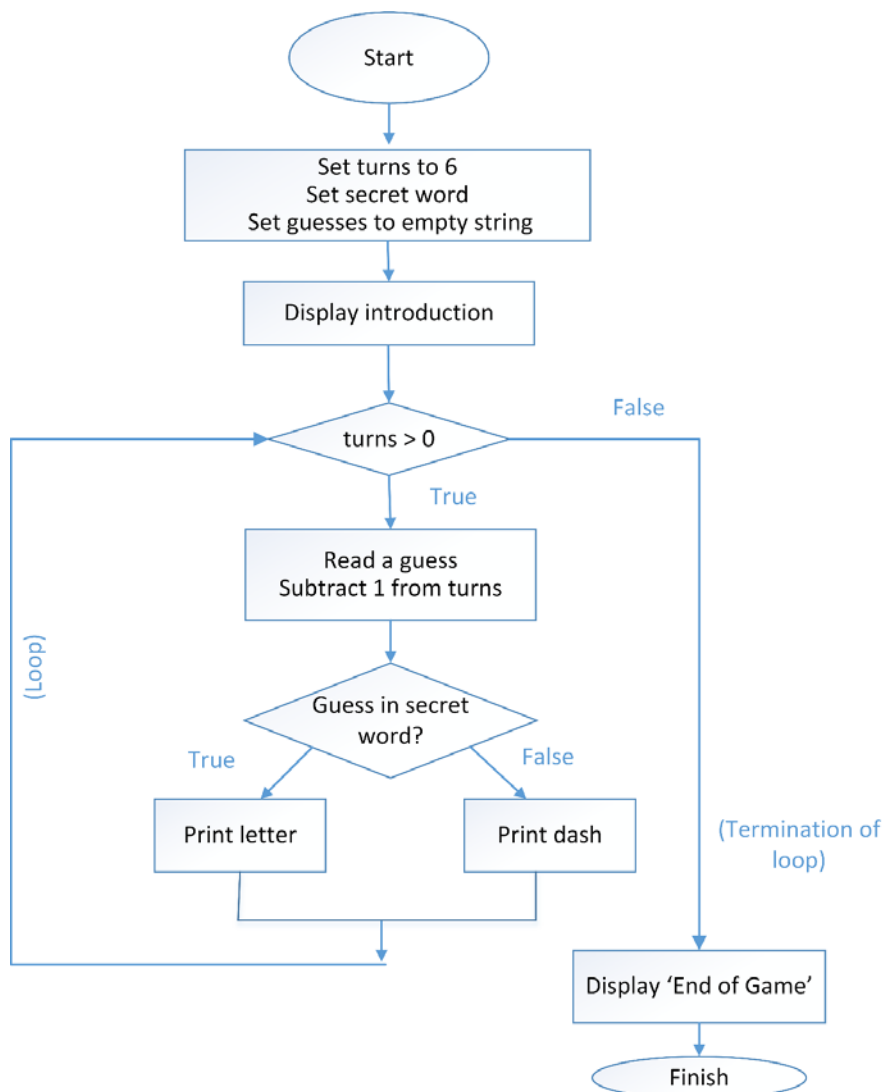 Start
Set turns to 6
Set secret word
Set guesses to empty string
Display introduction
turns > 0
False
True
Read a guess
Subtract 1 from turns
(Loop)
Guess in secret
word?
True
False
Print letter
Print dash
(Termination of
loop)
Display ‘End of Game’
Finish